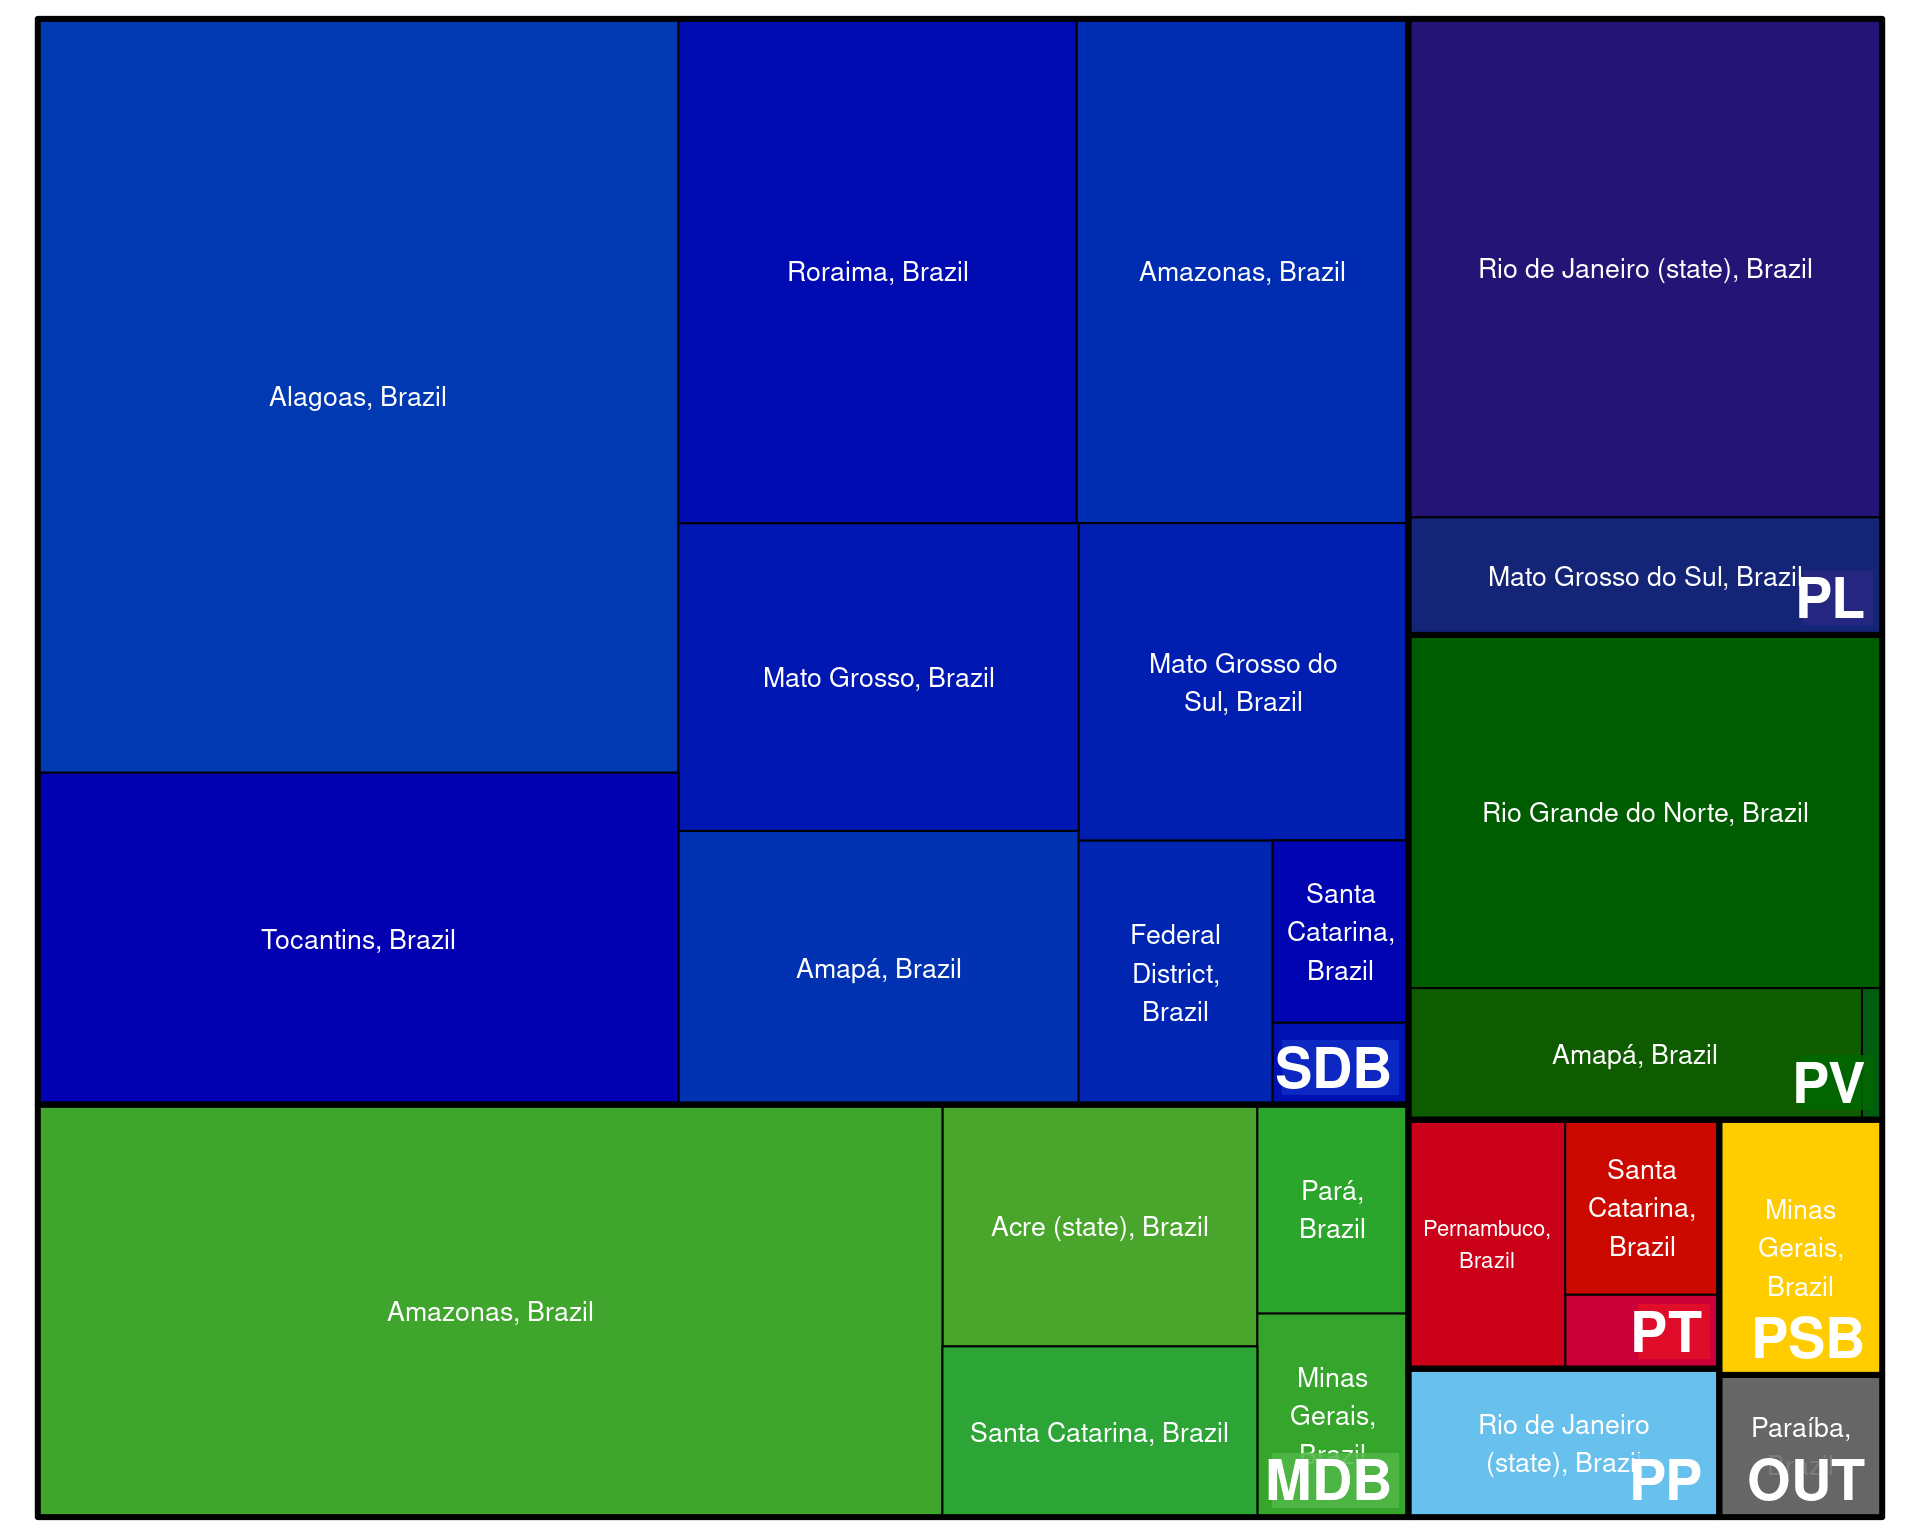 Alagoas, Brazil
Roraima, Brazil
Amazonas, Brazil
Rio de Janeiro (state), Brazil
Mato Grosso do Sul, Brazil
PL
Mato Grosso, Brazil
Mato Grosso do
Sul, Brazil
Tocantins, Brazil
Amapá, Brazil
Federal
District,
Brazil
Santa
Catarina,
Brazil
SDB
Rio Grande do Norte, Brazil
Amapá, Brazil
PV
Amazonas, Brazil
Acre (state), Brazil
Santa Catarina, Brazil
Pará,
Brazil
Minas
Gerais,
Brazil
MDB
Pernambuco,
Brazil
Santa
Catarina,
Brazil
PT
Minas
Gerais,
Brazil
PSB
Rio de Janeiro
(state), Brazil
PP
Paraíba,
Brazil
OUT